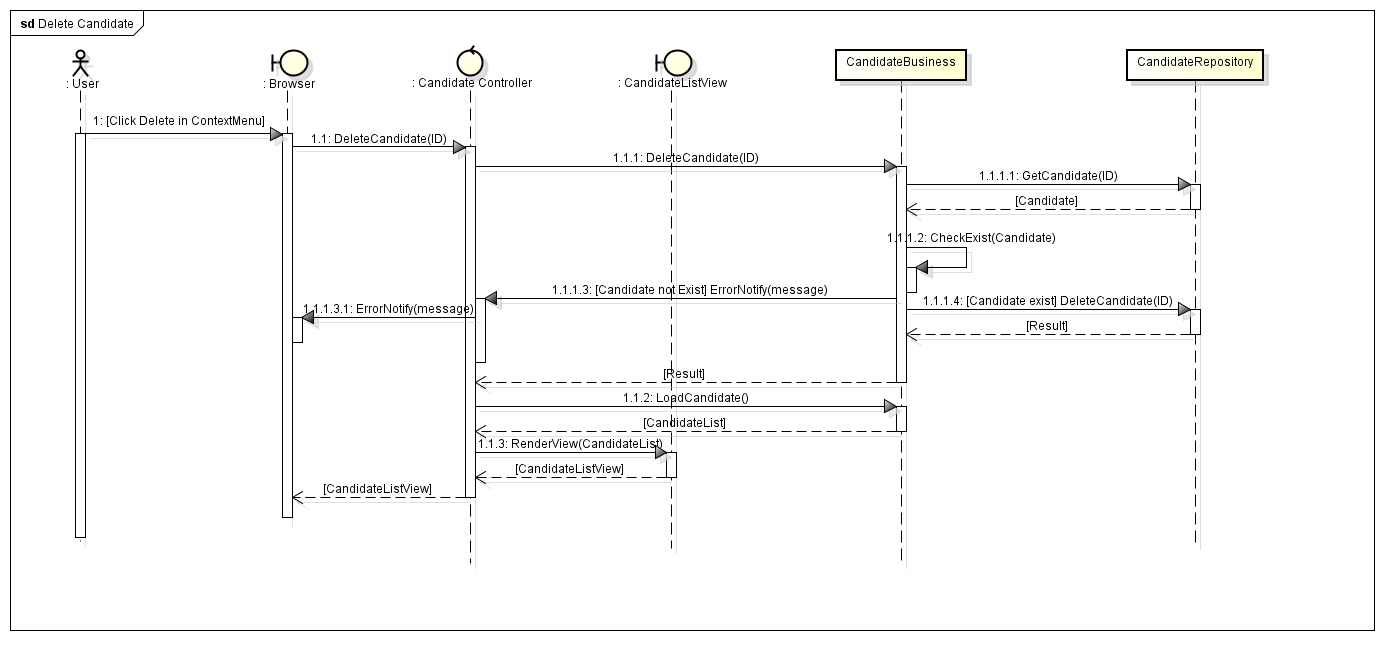 sd Delete Candidate
: User
: Browser
: Candidate Controller
: CandidateListView
CandidateBusiness
CandidateRepository
1: [Click Delete in ContextMenu]
1.1: DeleteCandidate(ID)
1.1.1: DeleteCandidate(ID)
1.1.1.1: GetCandidate(ID)
[Candidate]
1.1.1.2: CheckExist(Candidate)
1.1.1.3: [Candidate not Exist] ErrorNotify(message)
1.1.1.4: [Candidate exist] DeleteCandidate(ID)
1.1.1.3.1: ErrorNotify(message)
[Result]
[Result]
1.1.2: LoadCandidate()
[CandidateList]
1.1.3: RenderView(CandidateList)
[CandidateListView]
[CandidateListView]